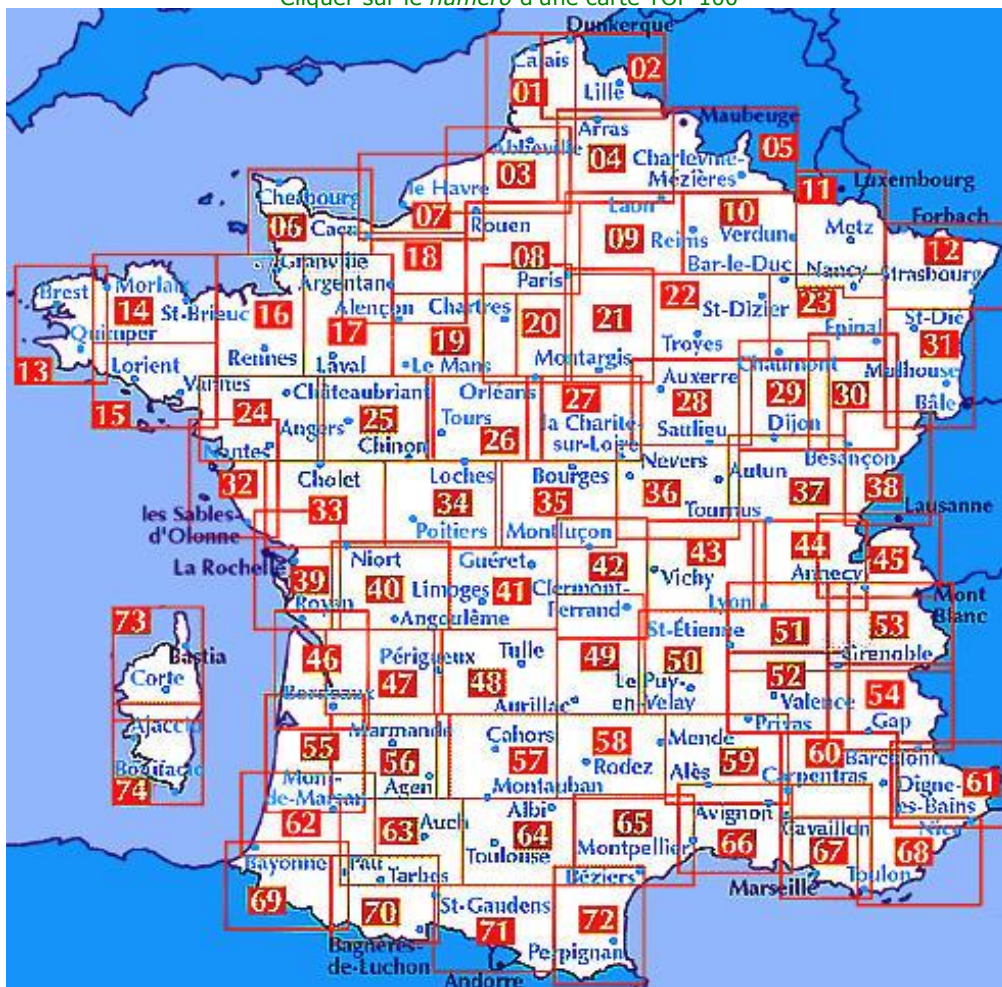 Cliquer sur le numéro d'une carte TOP 100
Dunkerque
Calais
02
01
Lille
Maubeuge
Arras
05
Abbeville
04
03
Charleville-
Mézières
11
Luxembourg
Cherbourg
le Havre
07
Laon
10
Forbach
06
Caen
Rouen
09
Reims
Verdun
Metz
12
Granville
18
08
Bar-le-Duc
Nancy
Strasbourg
Brest
Morlaix
Argentan
Paris
14
St-Brieuc
16
Alençon
Chartres
22
St-Dizier
23
St-Dié
Quimper
17
19
20
21
Épinal
31
13
Lorient
Rennes
Laval
Le Mans
Montargis
Troyes
Chaumont
Mulhouse
15
Vannes
Châteaubriant
Orléans
27
Auxerre
29
30
Bâle
24
Angers
25
Tours
la Charité-
sur-Loire
28
Saulieu
Dijon
Nantes
Chinon
26
Nevers
Autun
Besançon
32
Cholet
Loches
Bourges
36
37
38
les Sables-
d'Olonne
33
34
35
Tournus
Lausanne
Poitiers
Montluçon
La Rochelle
Niort
Guéret
42
43
44
45
39
40
Limoges
41
Clermont-
Ferrand
Vichy
Annecy
Royan
Angoulême
Lyon
Mont
Blanc
73
St-Étienne
51
53
Bastia
46
Périgueux
Tulle
49
50
Grenoble
Corte
47
48
Le Puy-
en-Velay
52
Valence
54
Bordeaux
Aurillac
Privas
Gap
Ajaccio
55
Marmande
Cahors
58
Mende
60
Barcelonn
56
57
Rodez
59
Bonifacio
Mont-
de-Marsan
Agen
Montauban
Alès
Carpentras
Digne-
les-Bains
61
74
62
Albi
Avignon
Nice
63
Auch
64
65
Cavaillon
Toulouse
Montpellier
66
67
68
Bayonne
Pau
Tarbes
Béziers
Marseille
Toulon
69
70
St-Gaudens
72
Bagnères-
de-Luchon
71
Perpignan
Andorre